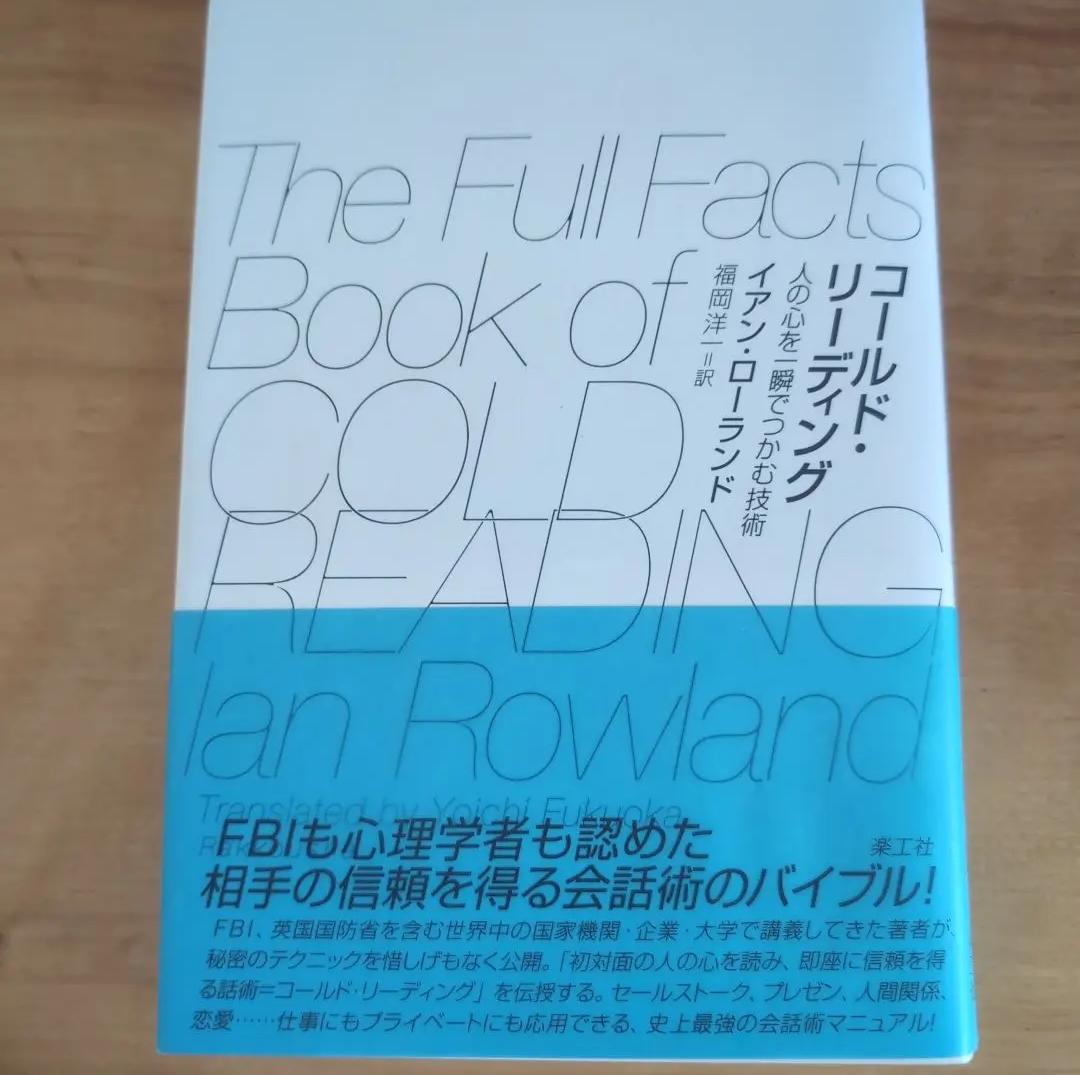 The Full Facts
Book of
COLD
READING
Ian Rowland
コールド・
リーディング
人の心を一瞬でつかむ技術
イアン・ローランド
福岡洋一=訳
Translated by Yoichi Fukuoka
楽工社
FBIも心理学者も認めた
相手の信頼を得る会話術のバイブル!
FBI、英国国防省を含む世界中の国家機関・企業・大学で講義してきた著者が、
秘密のテクニックを惜しげもなく公開。「初対面の人の心を読み、即座に信頼を得
る話術=コールド・リーディング」を伝授する。セールストーク、プレゼン、人間関係、
恋愛……仕事にもプライベートにも応用できる、史上最強の会話術マニュアル!